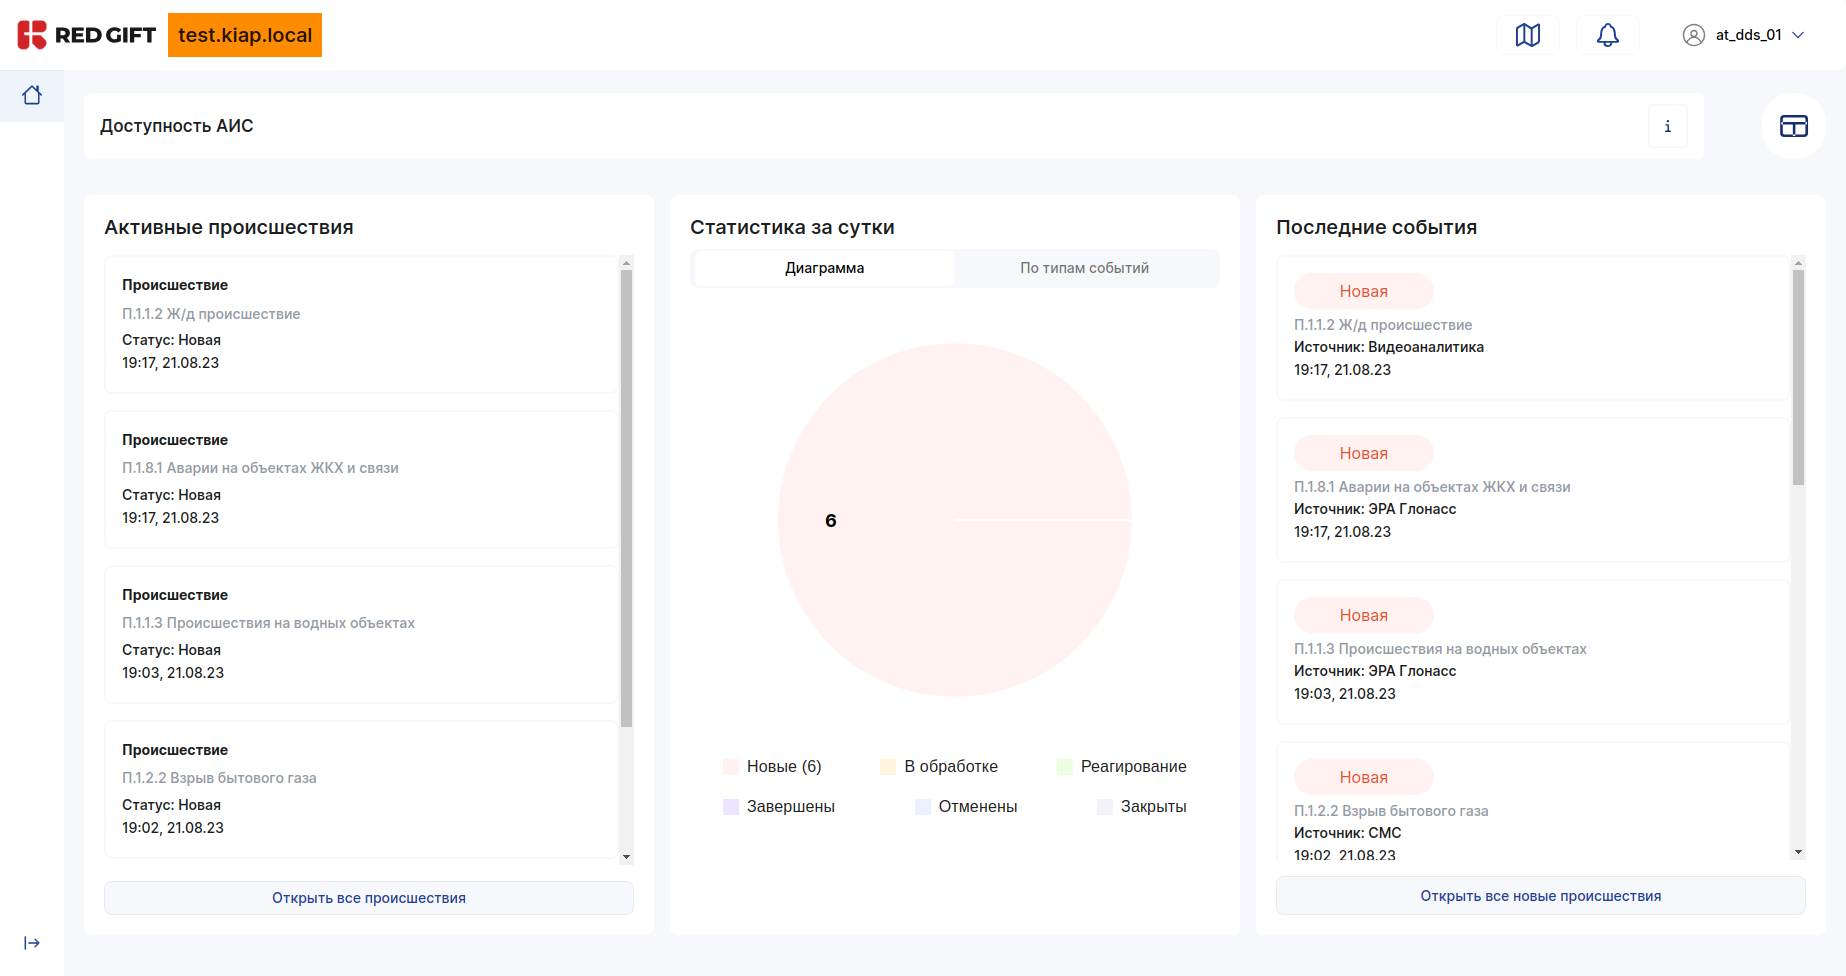 RED GIFT
test.kiap.local
at_dds_01
Доступность АИС
i
Активные происшествия
Происшествие
П.1.1.2 Ж/д происшествие
Статус: Новая
19:17, 21.08.23
Происшествие
П.1.8.1 Аварии на объектах ЖКХ и связи
Статус: Новая
19:17, 21.08.23
Происшествие
П.1.1.3 Происшествия на водных объектах
Статус: Новая
19:03, 21.08.23
Происшествие
П.1.2.2 Взрыв бытового газа
Статус: Новая
19:02, 21.08.23
Открыть все происшествия
Статистика за сутки
Диаграмма
По типам событий
6
Новые (6)
В обработке
Реагирование
Завершены
Отменены
Закрыты
Последние события
Новая
П.1.1.2 Ж/д происшествие
Источник: Видеоаналитика
19:17, 21.08.23
Новая
П.1.8.1 Аварии на объектах ЖКХ и связи
Источник: ЭРА Глонасс
19:17, 21.08.23
Новая
П.1.1.3 Происшествия на водных объектах
Источник: ЭРА Глонасс
19:03, 21.08.23
Новая
П.1.2.2 Взрыв бытового газа
Источник: СМС
19:02, 21.08.23
Открыть все новые происшествия